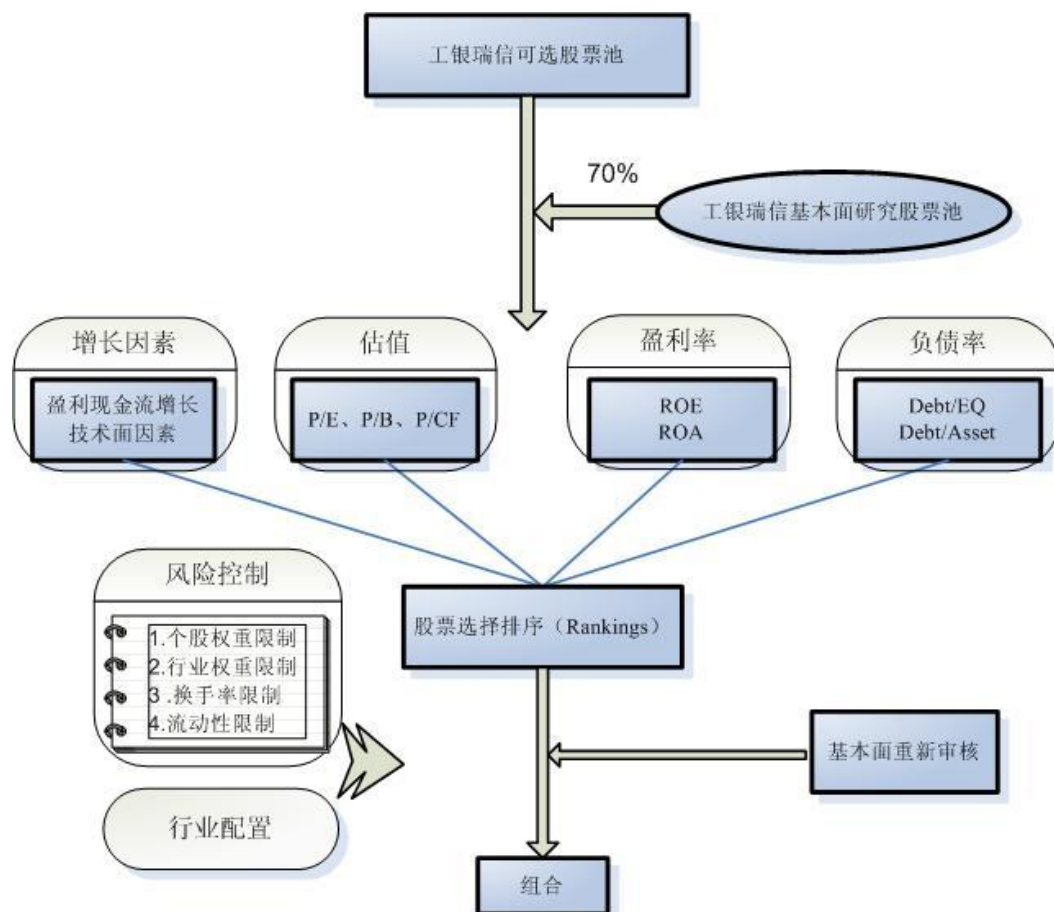 工银瑞信可选股票池
70%
工银瑞信基本面研究股票池
增长因素
盈利现金流增长
技术面因素
估值
P/E、P/B、P/CF
盈利率
ROE
ROA
负债率
Debt/EQ
Debt/Asset
风险控制
1.个股权重限制
2.行业权重限制
3 .换手率限制
4.流动性限制
行业配置
股票选择排序（Rankings）
基本面重新审核
组合